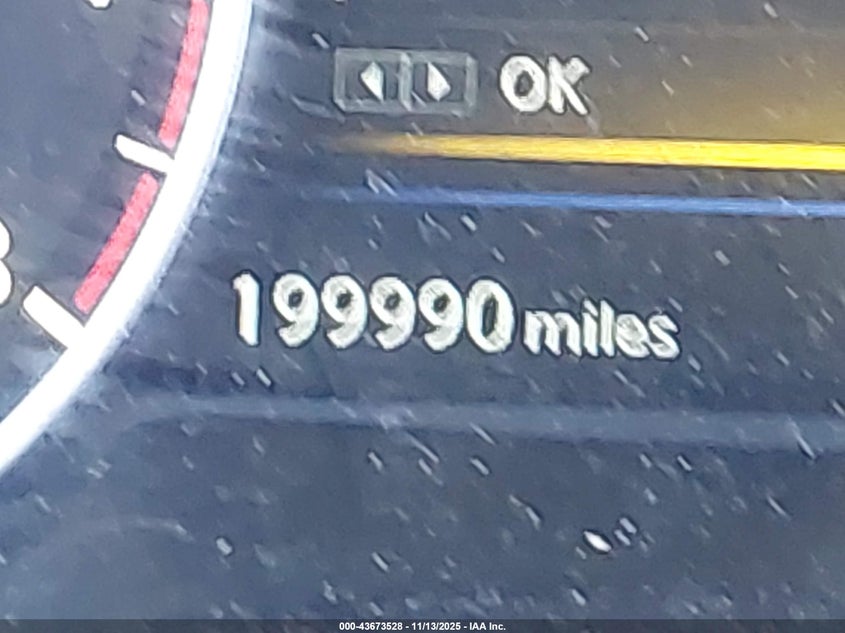 OK
199990 miles
000-43673528 - 11/13/2025 - IAA Inc.